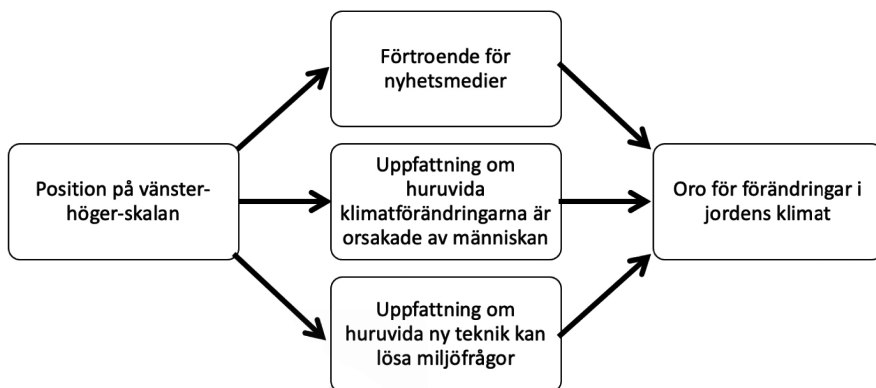 Förtroende för
nyhetsmedier
Position på vänster-
höger-skalan
Uppfattning om
huruvida
klimatförändringarna är
orsakade av människan
Oro för förändringar i
jordens klimat
Uppfattning om
huruvida ny teknik kan
lösa miljöfrågor